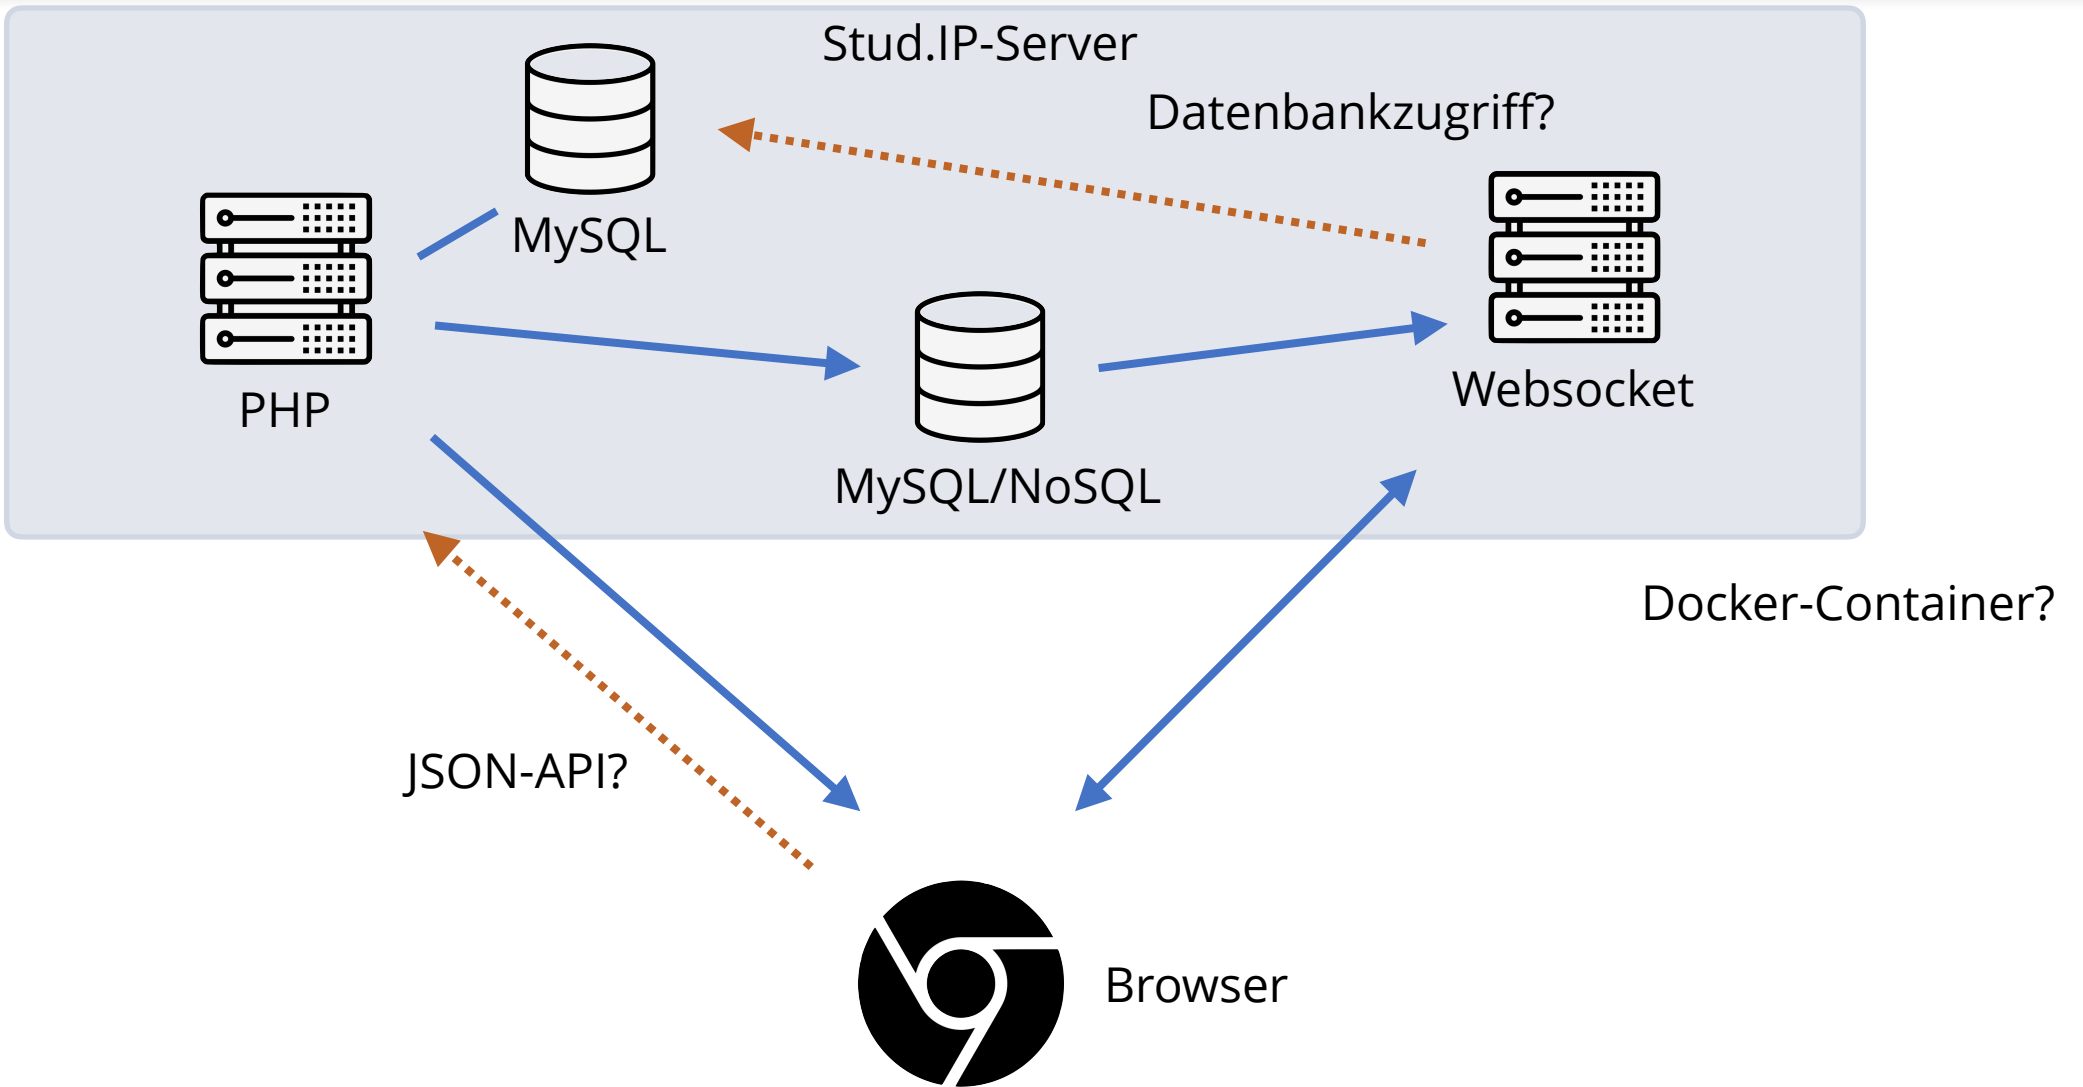 Stud.IP-Server
Datenbankzugriff?
MySQL
PHP
Websocket
MySQL/NoSQL
Docker-Container?
JSON-API?
Browser